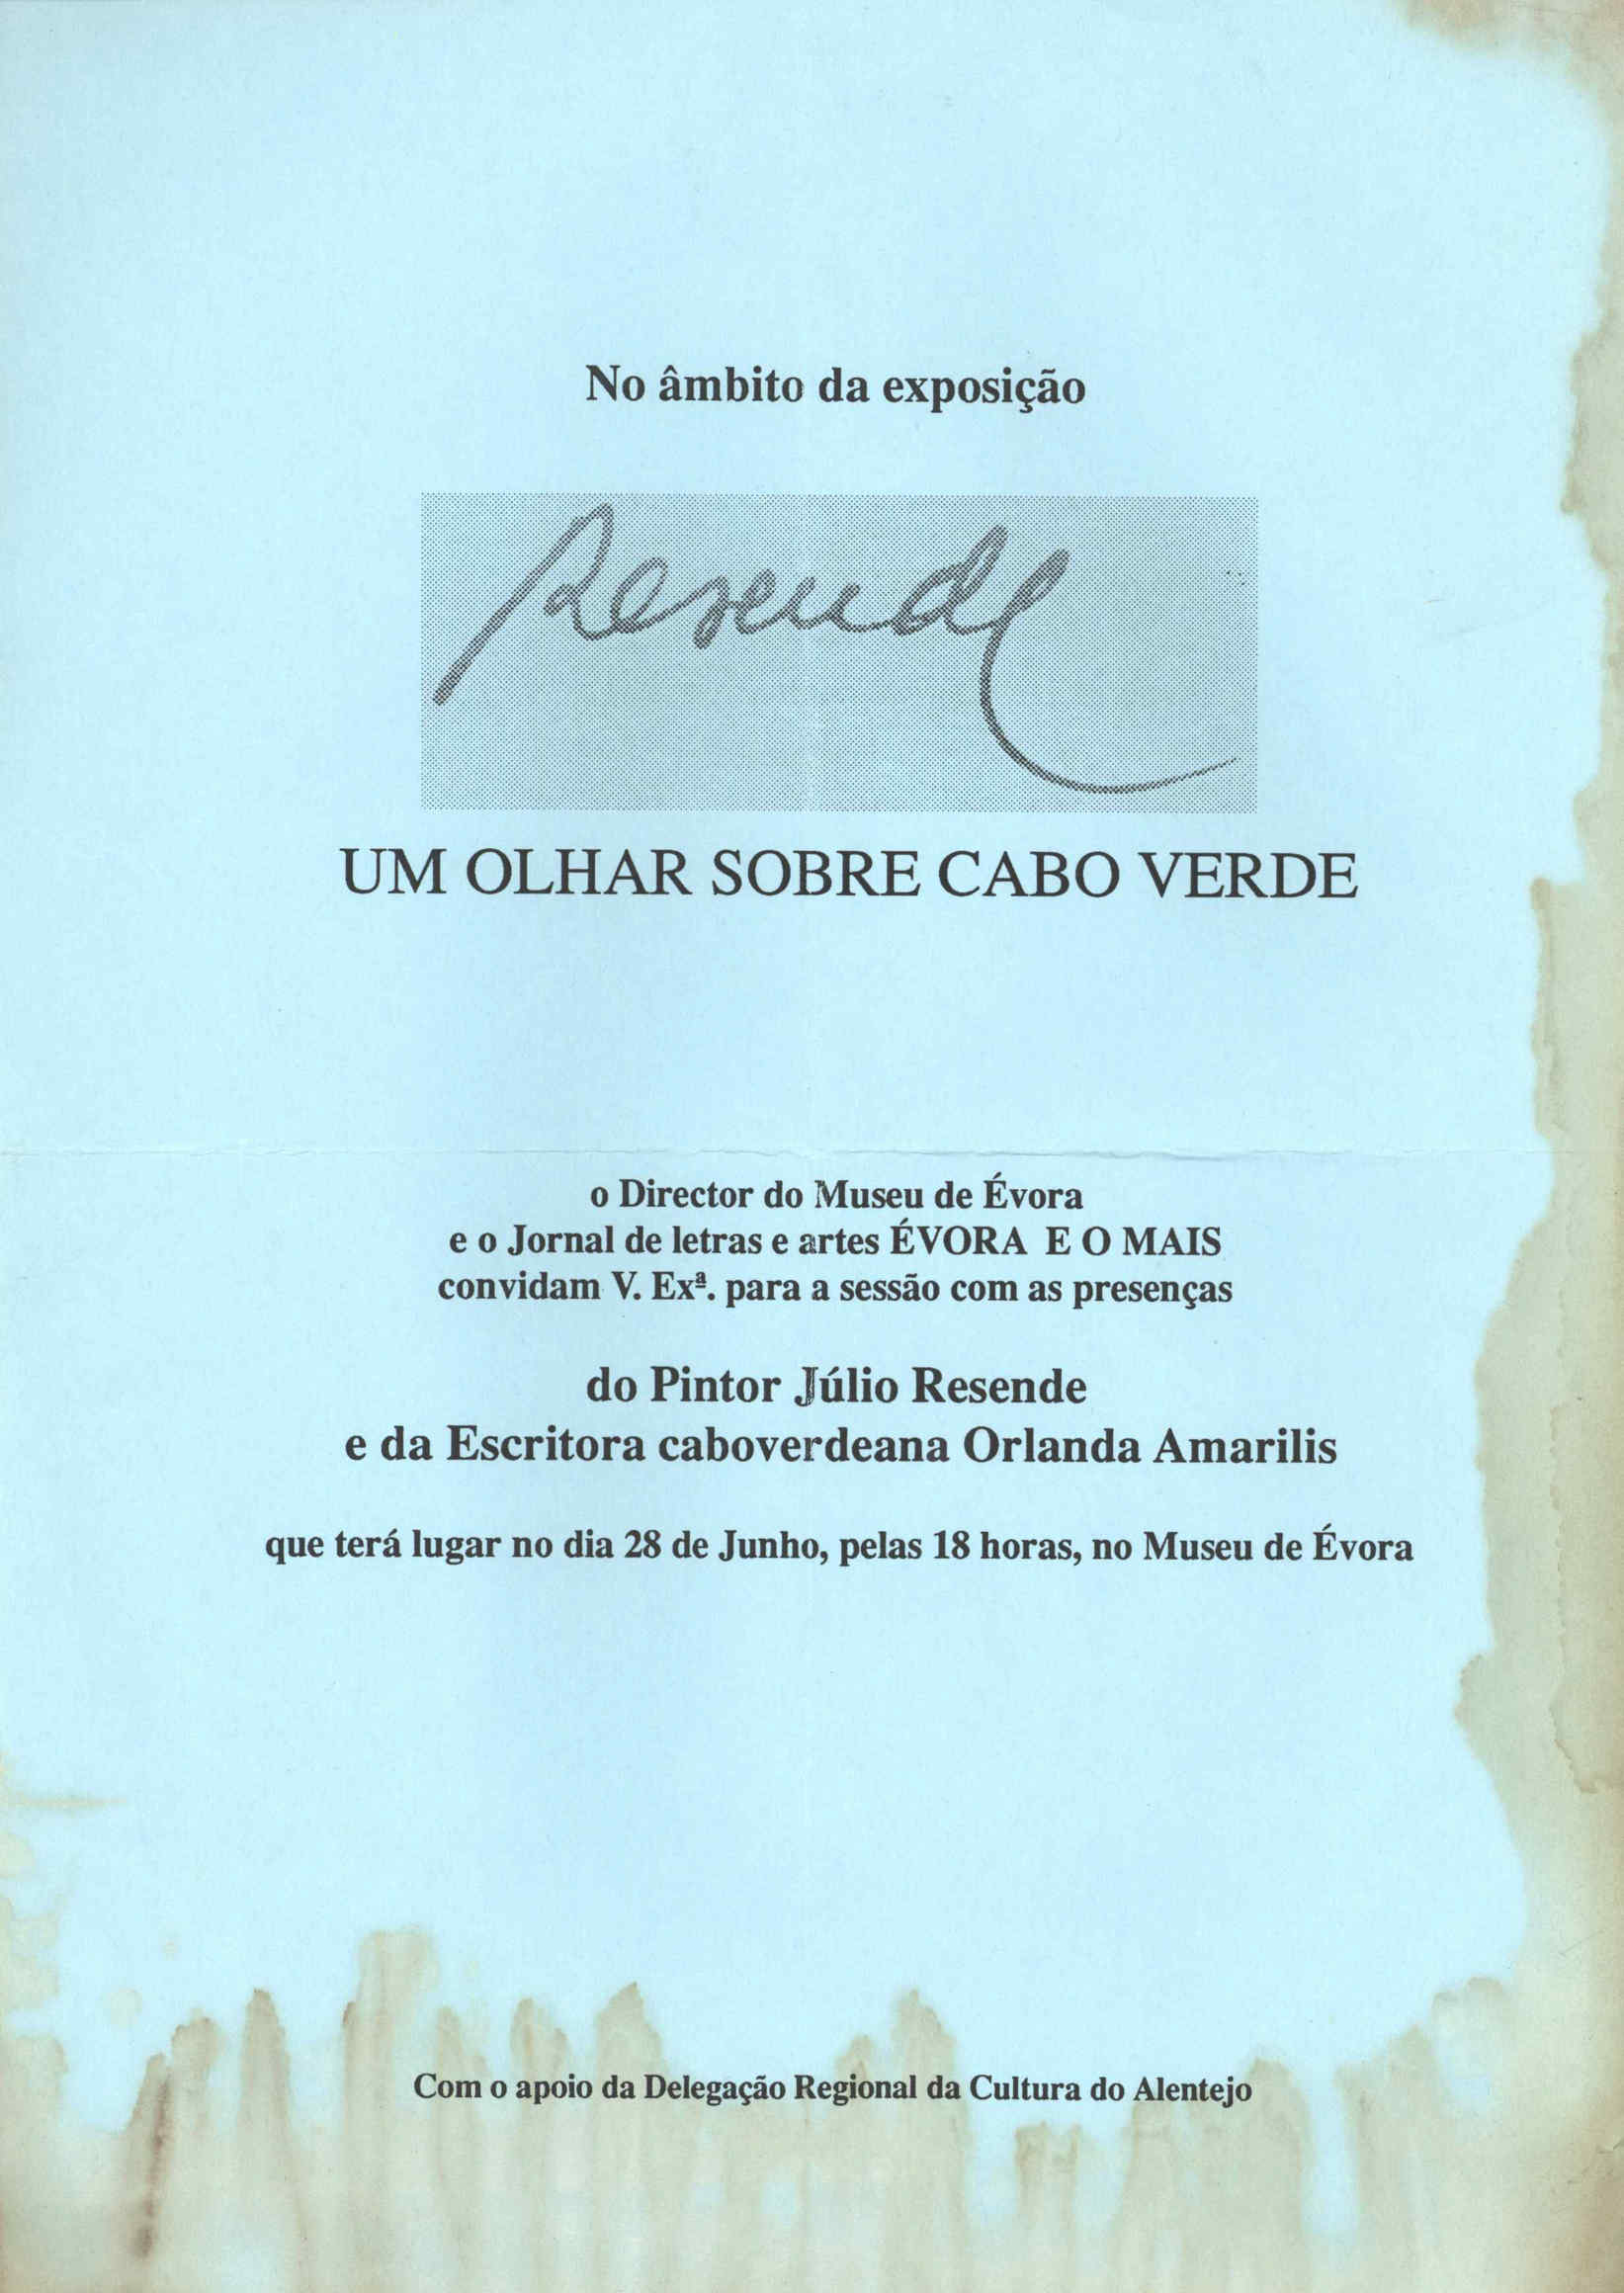 No âmbito da exposição
Resende
UM OLHAR SOBRE CABO VERDE
o Director do Museu de Évora
e o Jornal de letras e artes ÉVORA E O MAIS
convidam V. Exª. para a sessão com as presenças
do Pintor Júlio Resende
e da Escritora caboverdeana Orlanda Amarilis
que terá lugar no dia 28 de Junho, pelas 18 horas, no Museu de Évora
Com o apoio da Delegação Regional da Cultura do Alentejo